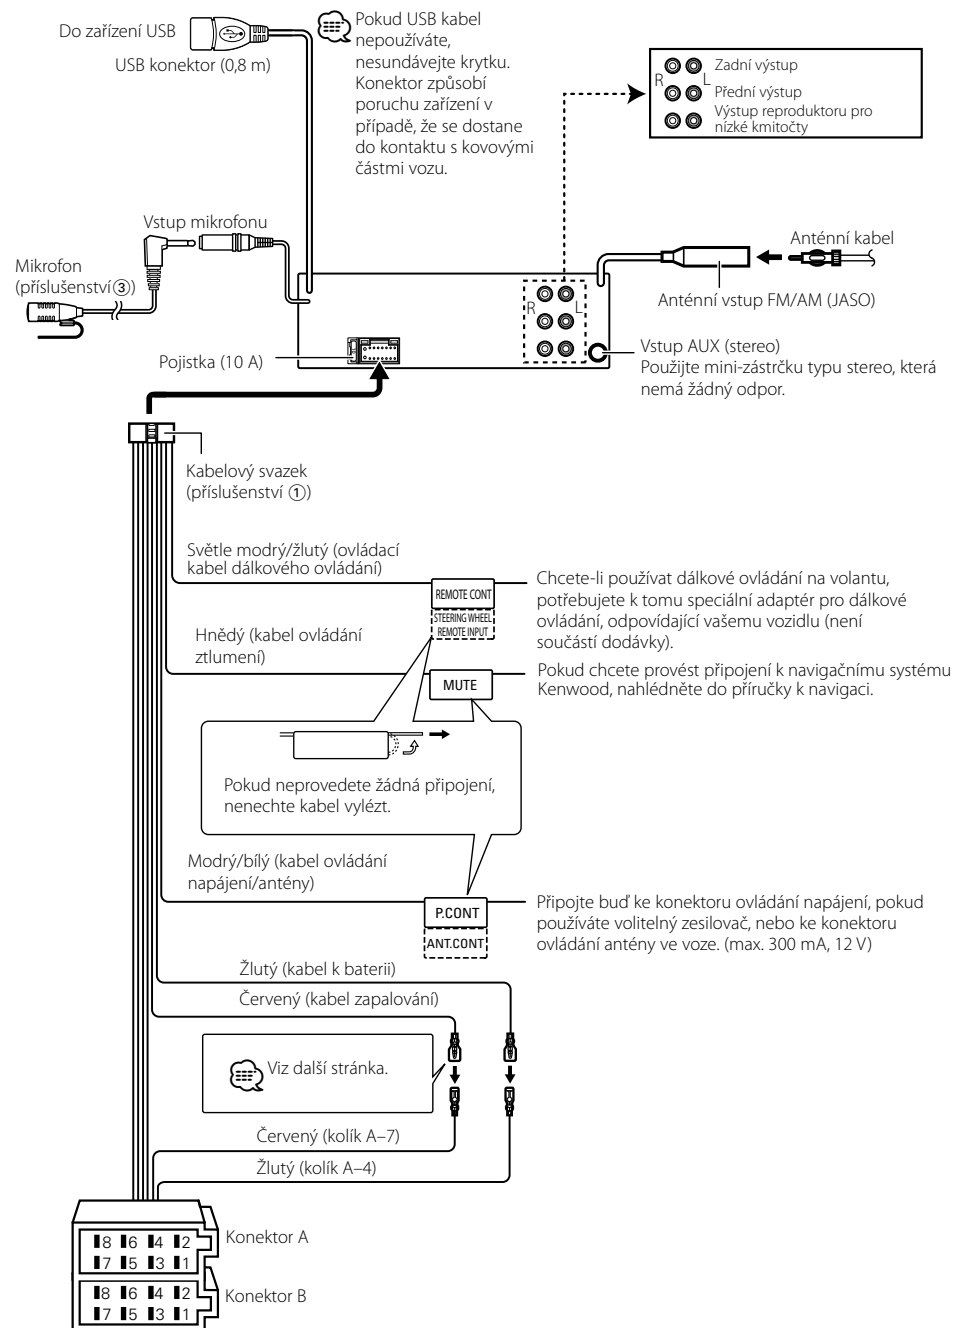 Do zařízení USB
USB konektor (0,8 m)
Pokud USB kabel
nepoužíváte,
nesundávejte krytku.
Konektor způsobí
poruchu zařízení v
případě, že se dostane
do kontaktu s kovovými
částmi vozu.
R
L
Zadní výstup
Přední výstup
Výstup reproduktoru pro
nízké kmitočty
Vstup mikrofonu
Mikrofon
(příslušenství ③)
Anténní kabel
Anténní vstup FM/AM (JASO)
R
L
Pojistka (10 A)
Vstup AUX (stereo)
Použijte mini-zástrčku typu stereo, která
nemá žádný odpor.
Kabelový svazek
(příslušenství ①)
Světle modrý/žlutý (ovládací
kabel dálkového ovládání)
REMOTE CONT
STEERING WHEEL
REMOTE INPUT
Chcete-li používat dálkové ovládání na volantu,
potřebujete k tomu speciální adaptér pro dálkové
ovládání, odpovídající vašemu vozidlu (není
součástí dodávky).
Hnědý (kabel ovládání
ztlumení)
MUTE
Pokud chcete provést připojení k navigačnímu systému
Kenwood, nahlédněte do příručky k navigaci.
Pokud neprovedete žádná připojení,
nenechte kabel vylézt.
Modrý/bílý (kabel ovládání
napájení/antény)
P.CONT
ANT.CONT
Připojte buď ke konektoru ovládání napájení, pokud
používáte volitelný zesilovač, nebo ke konektoru
ovládání antény ve voze. (max. 300 mA, 12 V)
Žlutý (kabel k baterii)
Červený (kabel zapalování)
Viz další stránka.
Červený (kolík A–7)
Žlutý (kolík A–4)
8 6 4 2
7 5 3 1
Konektor A
8 6 4 2
7 5 3 1
Konektor B